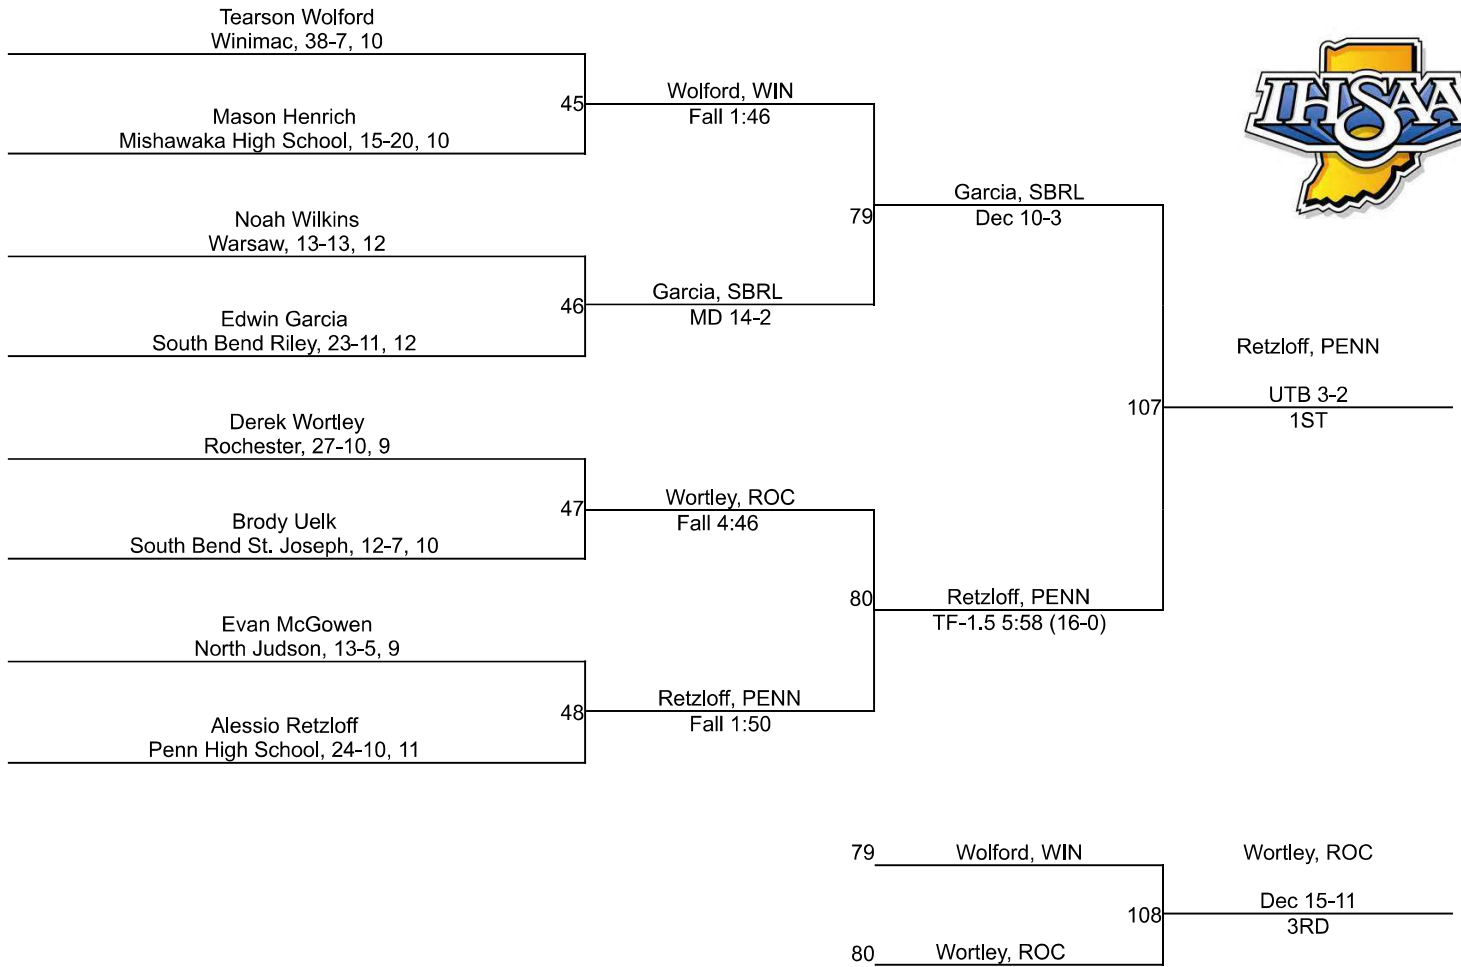 Tearson Wolford
Winimac, 38-7, 10
45
Mason Henrich
Mishawaka High School, 15-20, 10
Wolford, WIN
Fall 1:46
IHSAA
Noah Wilkins
Warsaw, 13-13, 12
79
Garcia, SBRL
Dec 10-3
46
Edwin Garcia
South Bend Riley, 23-11, 12
Garcia, SBRL
MD 14-2
Retzloff, PENN
107
UTB 3-2
1ST
Derek Wortley
Rochester, 27-10, 9
47
Brody Uelk
South Bend St. Joseph, 12-7, 10
Wortley, ROC
Fall 4:46
80
Retzloff, PENN
TF-1.5 5:58 (16-0)
Evan McGowen
North Judson, 13-5, 9
48
Alessio Retzloff
Penn High School, 24-10, 11
Retzloff, PENN
Fall 1:50
79
Wolford, WIN
Wortley, ROC
108
Dec 15-11
3RD
80
Wortley, ROC